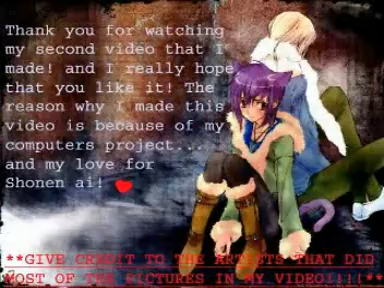 Thank you for watching
my second video that I
made! and I really hope
that you like it! The
reason why I made this
video is because of my
computers project...
and my love for
Shonen ai!
**GIVE CREDIT TO THE ARTISTS THAT DID
MOST OF THE PICTURES IN MY VIDEO!!!!**